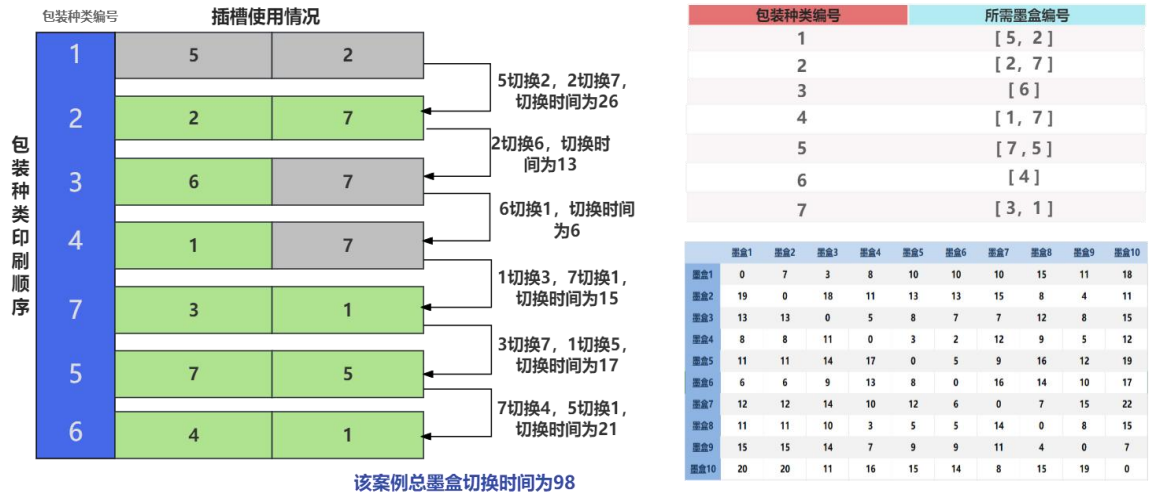 包装种类编号
插槽使用情况
包装种类印刷顺序
1 5 2
5切换2，2切换7，
切换时间为26
2 2 7
2切换6，切换时
间为13
3 6 7
6切换1，切换时间
为6
4 1 7
1切换3，7切换1，
切换时间为15
7 3 1
3切换7，1切换5，
切换时间为17
5 7 5
7切换4，5切换1，
切换时间为21
6 4 1
该案例总墨盒切换时间为98
包装种类编号 所需墨盒编号
1 [ 5, 2 ]
2 [ 2, 7 ]
3 [ 6 ]
4 [ 1, 7 ]
5 [ 7 , 5 ]
6 [ 4 ]
7 [ 3, 1 ]
墨盒1 墨盒2 墨盒3 墨盒4 墨盒5 墨盒6 墨盒7 墨盒8 墨盒9 墨盒10
墨盒1 0 7 3 8 10 10 10 15 11 18
墨盒2 19 0 18 11 13 13 15 8 4 11
墨盒3 13 13 0 5 8 7 7 12 8 15
墨盒4 8 8 11 0 3 2 12 9 5 12
墨盒5 11 11 14 17 0 5 9 16 12 19
墨盒6 6 6 9 13 8 0 16 14 10 17
墨盒7 12 12 14 10 12 6 0 7 15 22
墨盒8 11 11 10 3 5 5 14 0 8 15
墨盒9 15 15 14 7 9 9 11 4 0 7
墨盒10 20 20 11 16 15 14 8 15 19 0